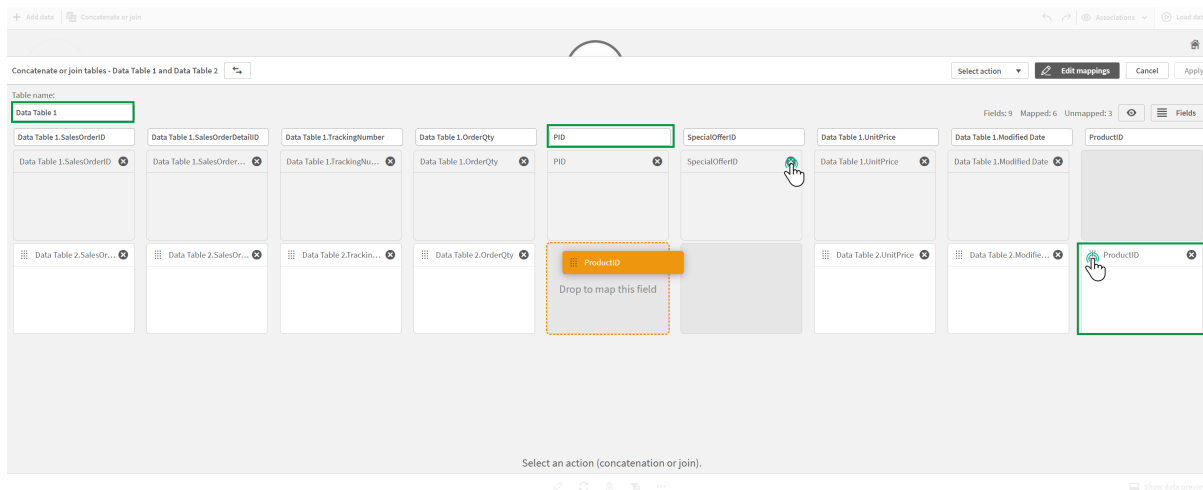 Add data Concatenate or join Associations Load dat
Concatenate or join tables - Data Table 1 and Data Table 2 Select action Edit mappings Cancel Apply
Table name:
Data Table 1 Fields: 9 Mapped: 6 Unmapped: 3 Fields
Data Table 1.SalesOrderID Data Table 1.SalesOrderDetailID Data Table 1.TrackingNumber Data Table 1.OrderQty PID SpecialOfferID Data Table 1.UnitPrice Data Table 1.Modified Date ProductID
Data Table 1.SalesOrderID Data Table 1.SalesOrder... Data Table 1.TrackingNu... Data Table 1.OrderQty PID SpecialOfferID Data Table 1.UnitPrice Data Table 1.Modified Date
Data Table 2.SalesOr... Data Table 2.SalesOr... Data Table 2.Trackin... Data Table 2.OrderQty Data Table 2.UnitPrice Data Table 2.Modifie... ProductID
ProductID
Drop to map this field
Select an action (concatenation or join).
Show data preview